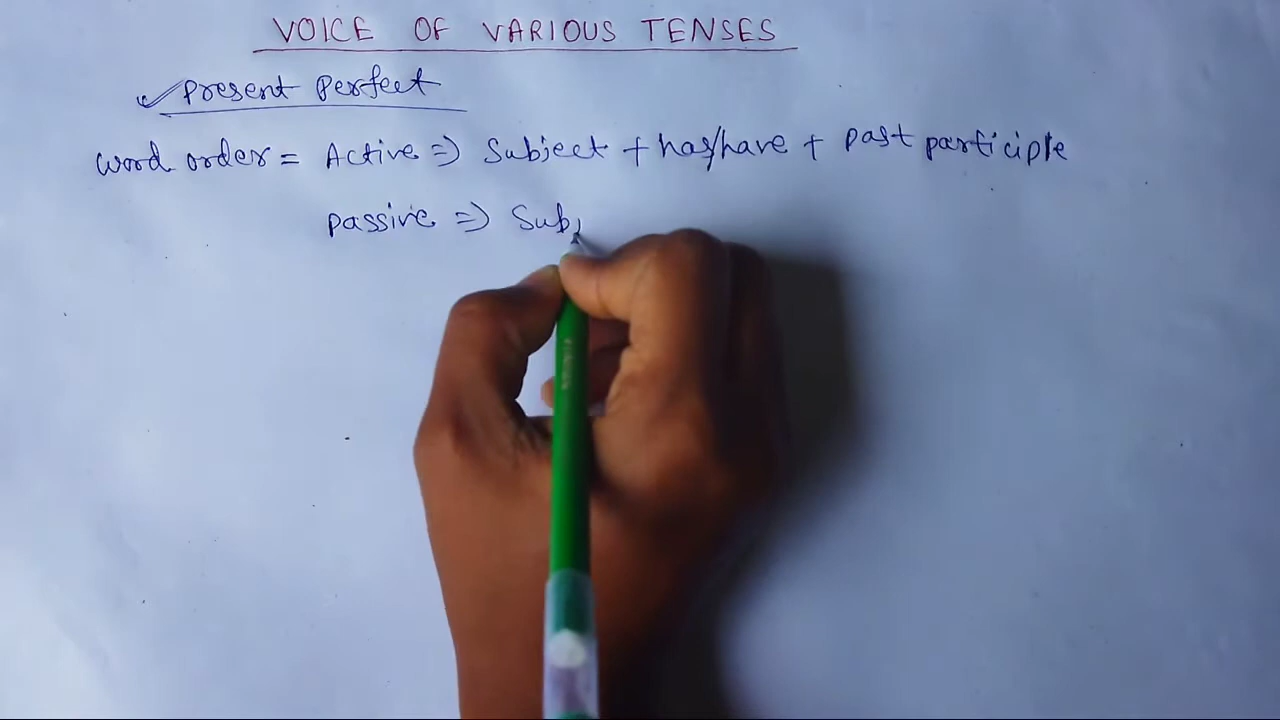 VOICE OF VARIOUS TENSES
Present Perfect
word order = Active => Subject + has/have + past participle
passive => Sub